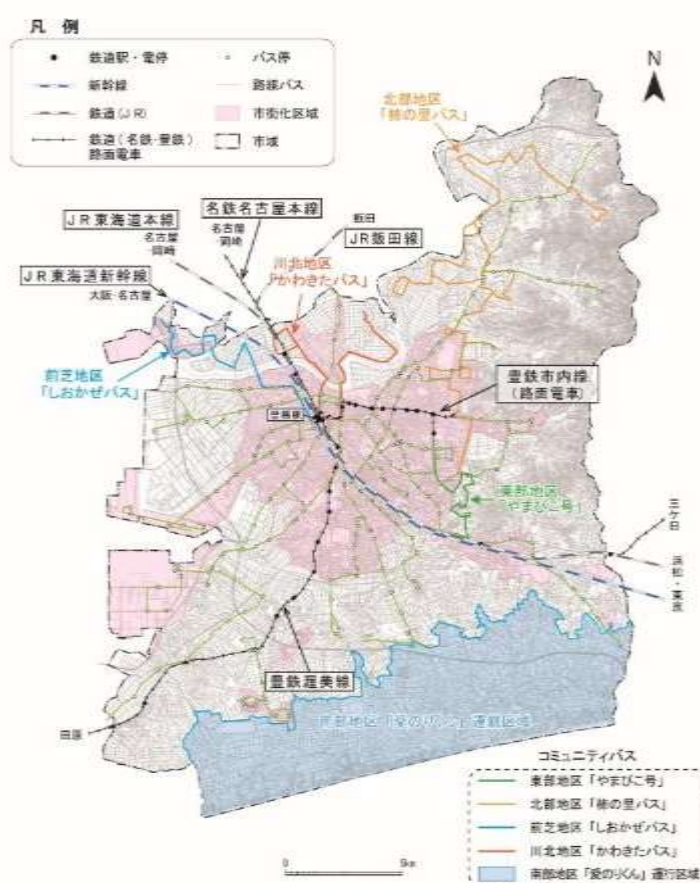 凡 例
鉄道駅・電停
バス停
新幹線
路線バス
鉄道(JR)
市街化区域
鉄道(名鉄・豊鉄)
路面電車
市域
N
北部地区
「柿の里バス」
名鉄名古屋本線
名古屋
・岡崎
JR東海道本線
名古屋
・岡崎
飯田
JR飯田線
JR東海道新幹線
大阪・名古屋
川北地区
「かわきたバス」
前芝地区
「しおかぜバス」
豊鉄市内線
(路面電車)
豊橋駅
東部地区
「やまびこ号」
三ケ日
浜松・東京
豊鉄渥美線
南部地区「愛のりくん」運行区域
田原
コミュニティバス
東部地区「やまびこ号」
北部地区「柿の里バス」
前芝地区「しおかぜバス」
川北地区「かわきたバス」
南部地区「愛のりくん」運行区域
0 5km